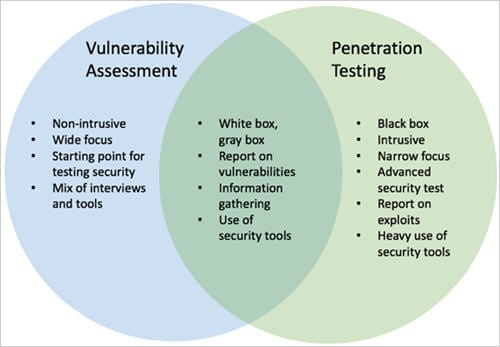 Vulnerability
Assessment
• Non-intrusive
• Wide focus
• Starting point for
testing security
• Mix of interviews
and tools
• White box,
gray box
• Report on
vulnerabilities
• Information
gathering
• Use of
security tools
Penetration
Testing
• Black box
• Intrusive
• Narrow focus
• Advanced
security test
• Report on
exploits
• Heavy use of
security tools